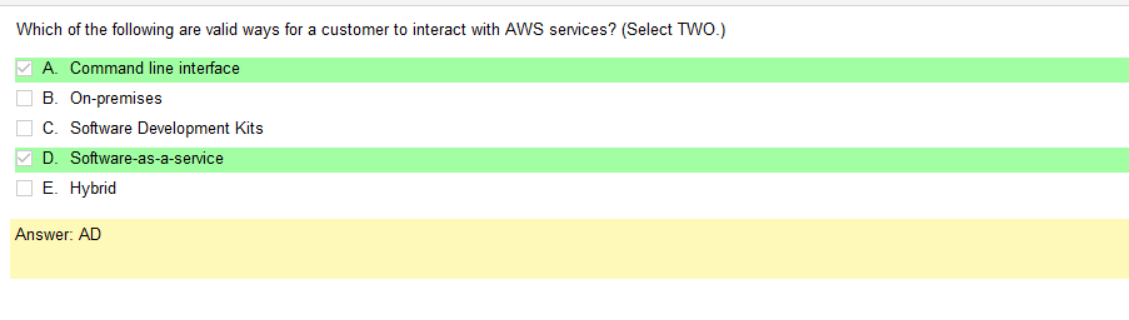 Which of the following are valid ways for a customer to interact with AWS services? (Select TWO.)
A. Command line interface
B. On-premises
C. Software Development Kits
D. Software-as-a-service
E. Hybrid
Answer: AD